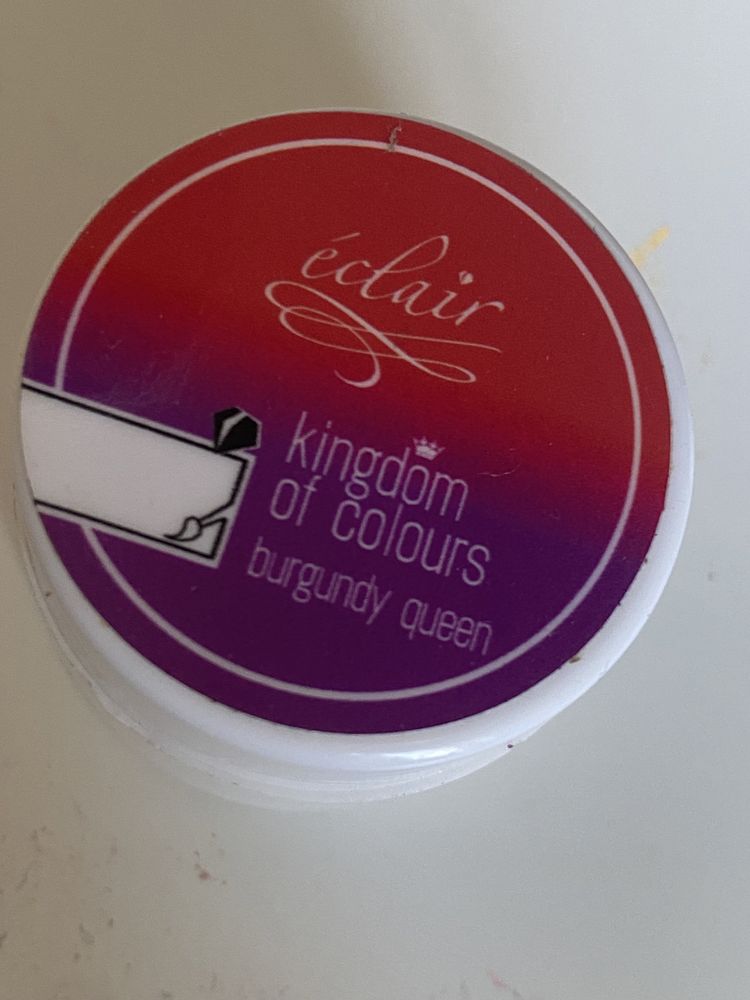 éclair
kingdom
of colours
burgundy queen